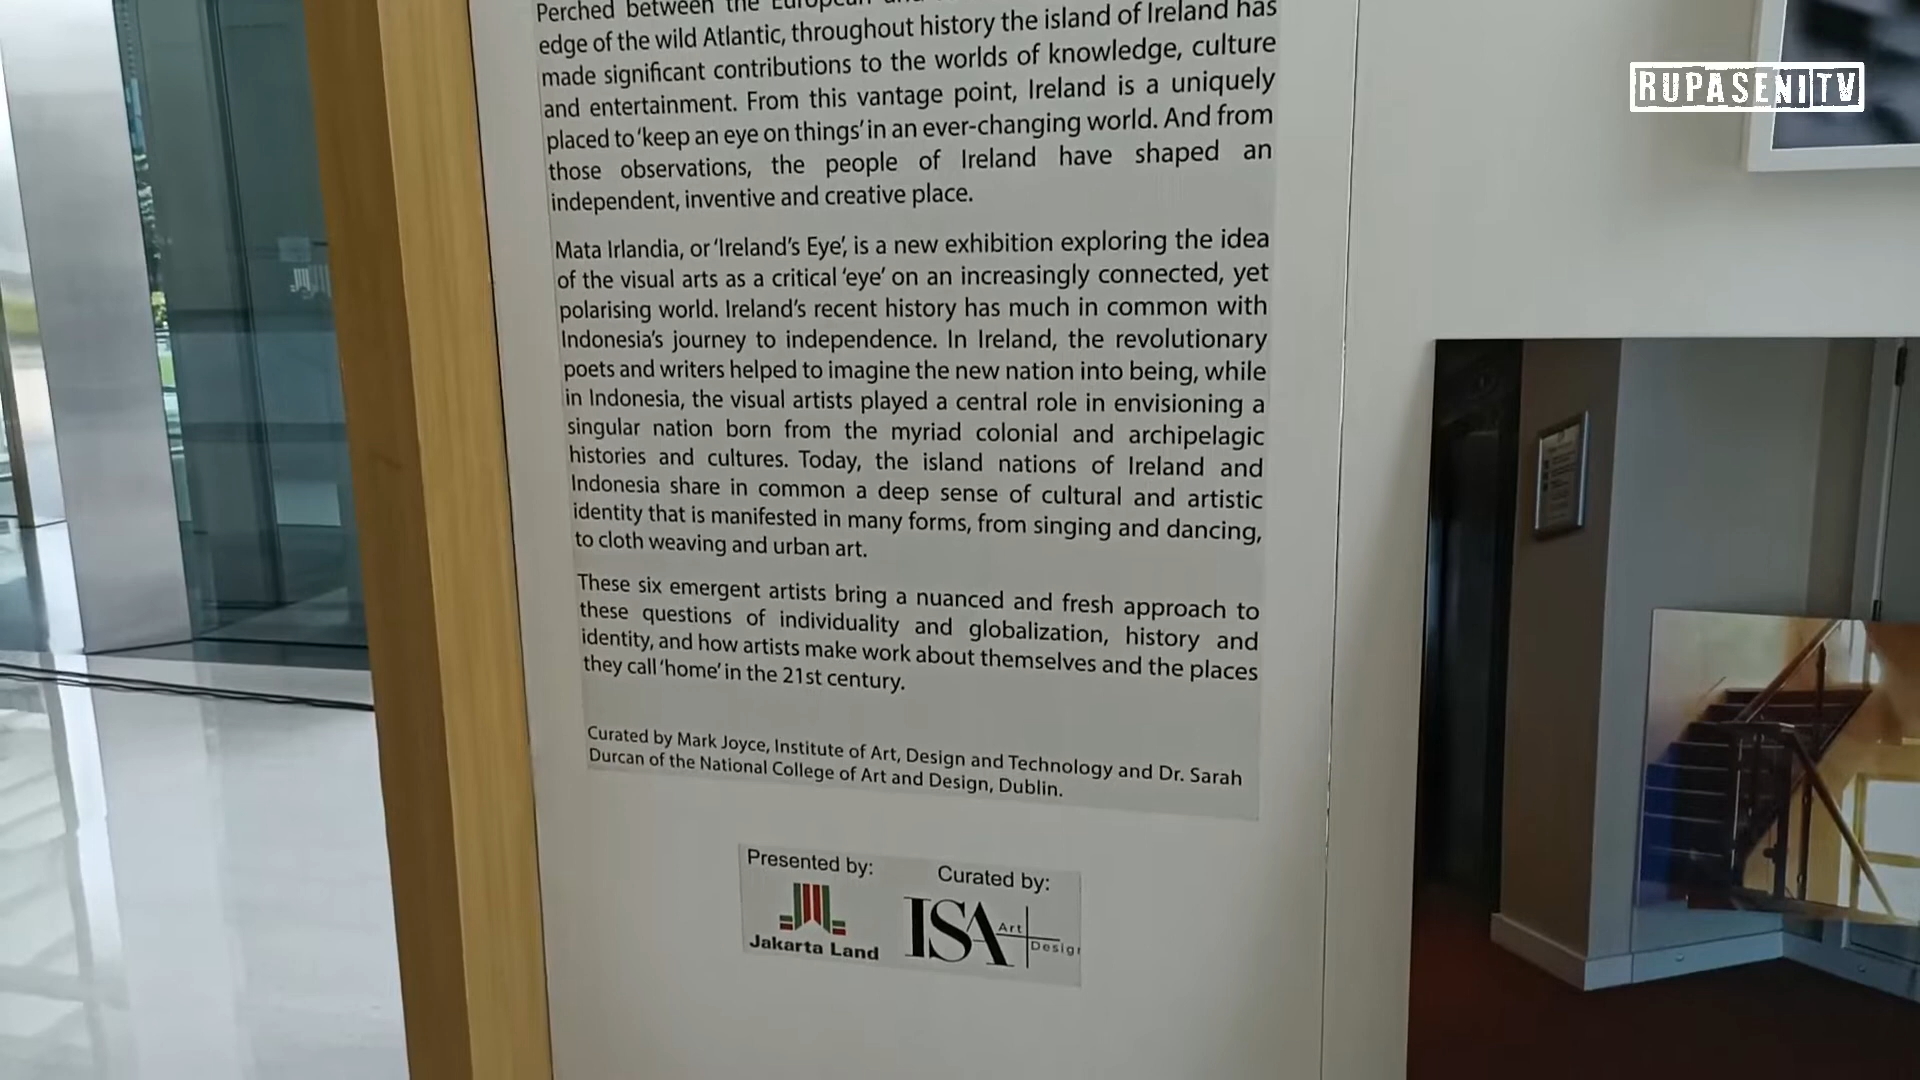 Perched between the European
edge of the wild Atlantic, throughout history the island of Ireland has
made significant contributions to the worlds of knowledge, culture
and entertainment. From this vantage point, Ireland is a uniquely
placed to ‘keep an eye on things’ in an ever-changing world. And from
those observations, the people of Ireland have shaped an
independent, inventive and creative place.
Mata Irlandia, or ‘Ireland’s Eye’, is a new exhibition exploring the idea
of the visual arts as a critical ‘eye’ on an increasingly connected, yet
polarising world. Ireland’s recent history has much in common with
Indonesia’s journey to independence. In Ireland, the revolutionary
poets and writers helped to imagine the new nation into being, while
in Indonesia, the visual artists played a central role in envisioning a
singular nation born from the myriad colonial and archipelagic
histories and cultures. Today, the island nations of Ireland and
Indonesia share in common a deep sense of cultural and artistic
identity that is manifested in many forms, from singing and dancing,
to cloth weaving and urban art.
These six emergent artists bring a nuanced and fresh approach to
these questions of individuality and globalization, history and
identity, and how artists make work about themselves and the places
they call ‘home’ in the 21st century.
Curated by Mark Joyce, Institute of Art, Design and Technology and Dr. Sarah
Durcan of the National College of Art and Design, Dublin.
Presented by:
Jakarta Land
Curated by:
ISA Art
Design
RUPASENI TV